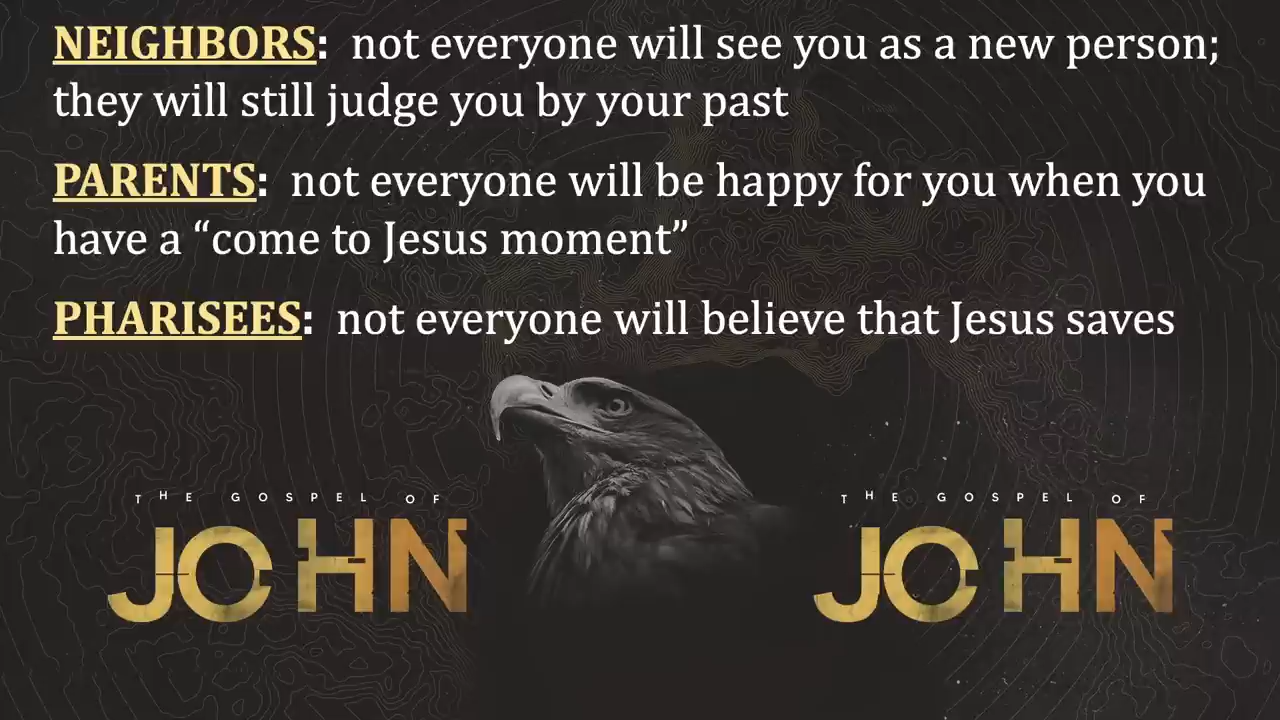 NEIGHBORS: not everyone will see you as a new person;
they will still judge you by your past
PARENTS: not everyone will be happy for you when you
have a “come to Jesus moment”
PHARISEES: not everyone will believe that Jesus saves
THE GOSPEL OF
JOHN
THE GOSPEL OF
JOHN